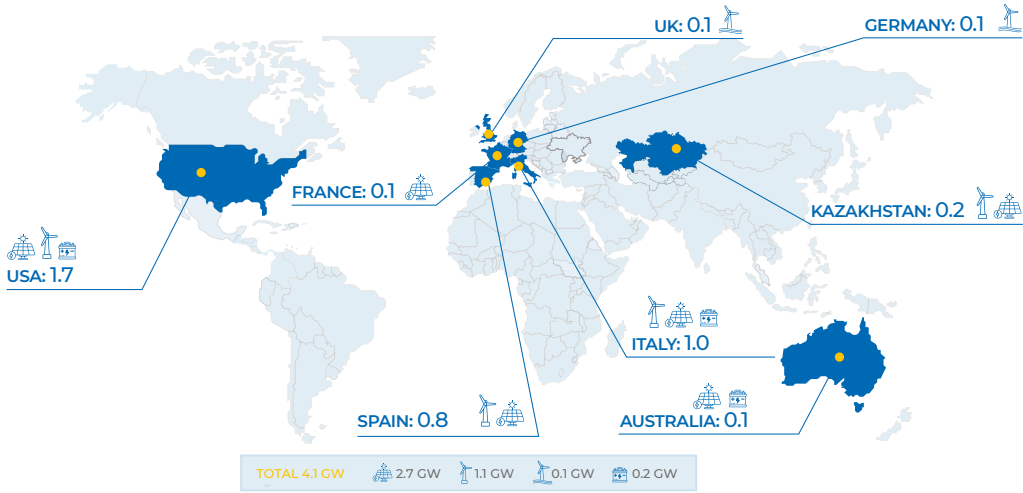 UK: 0.1
GERMANY: 0.1
FRANCE: 0.1
KAZAKHSTAN: 0.2
USA: 1.7
ITALY: 1.0
SPAIN: 0.8
AUSTRALIA: 0.1
TOTAL 4.1 GW 2.7 GW 1.1 GW 0.1 GW 0.2 GW